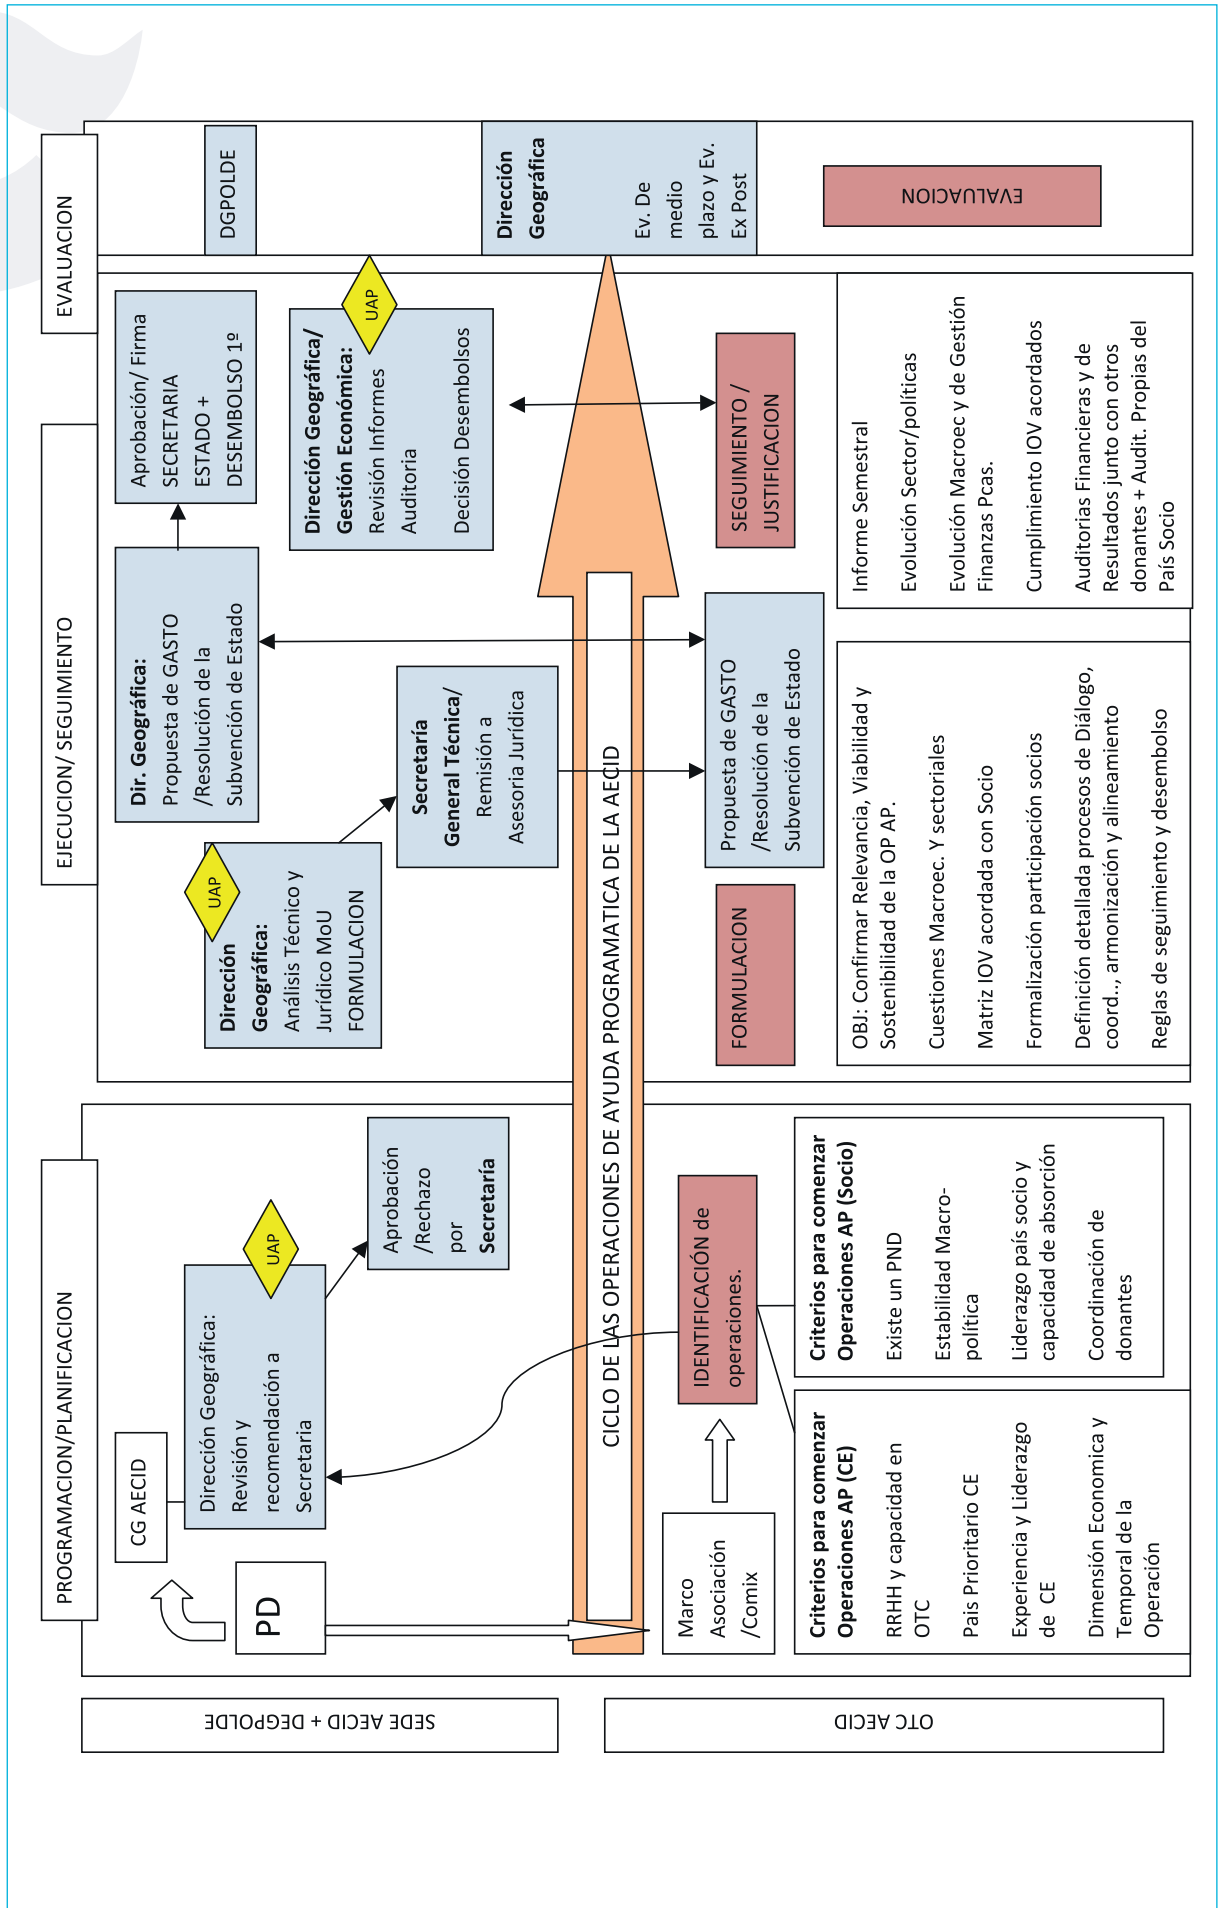 PROGRAMACION/PLANIFICACION
EJECUCION/ SEGUIMIENTO
EVALUACION
SEDE AECID + DEGPOLDE
OTC AECID
CG AECID
PD
Dirección Geográfica:
Revisión y
recomendación a
Secretaria
UAP
Aprobación
/Rechazo
por
Secretaría
Dirección
Geográfica:
Análisis Técnico y
Jurídico MoU
FORMULACION
UAP
Secretaría
General Técnica/
Remisión a
Asesoria Jurídica
Dir. Geográfica:
Propuesta de GASTO
/Resolución de la
Subvención de Estado
Aprobación/ Firma
SECRETARIA
ESTADO +
DESEMBOLSO 1º
Dirección Geográfica/
Gestión Económica:
Revisión Informes
Auditoria
Decisión Desembolsos
UAP
DGPOLDE
Dirección
Geográfica
Ev. De
medio
plazo y Ev.
Ex Post
CICLO DE LAS OPERACIONES DE AYUDA PROGRAMATICA DE LA AECID
Marco
Asociación
/Comix
IDENTIFICACIÓN de
operaciones.
FORMULACION
Propuesta de GASTO
/Resolución de la
Subvención de Estado
SEGUIMIENTO /
JUSTIFICACION
EVALUACION
Criterios para comenzar
Operaciones AP (CE)
RRHH y capacidad en
OTC
Pais Prioritario CE
Experiencia y Liderazgo
de CE
Dimensión Economica y
Temporal de la
Operación
Criterios para comenzar
Operaciones AP (Socio)
Existe un PND
Estabilidad Macro-
política
Liderazgo país socio y
capacidad de absorción
Coordinación de
donantes
OBJ: Confirmar Relevancia, Viabilidad y
Sostenibilidad de la OP AP.
Cuestiones Macroec. Y sectoriales
Matriz IOV acordada con Socio
Formalización participación socios
Definición detallada procesos de Diálogo,
coord.., armonización y alineamiento
Reglas de seguimiento y desembolso
Informe Semestral
Evolución Sector/políticas
Evolución Macroec y de Gestión
Finanzas Pcas.
Cumplimiento IOV acordados
Auditorias Financieras y de
Resultados junto con otros
donantes + Audit. Propias del
País Socio